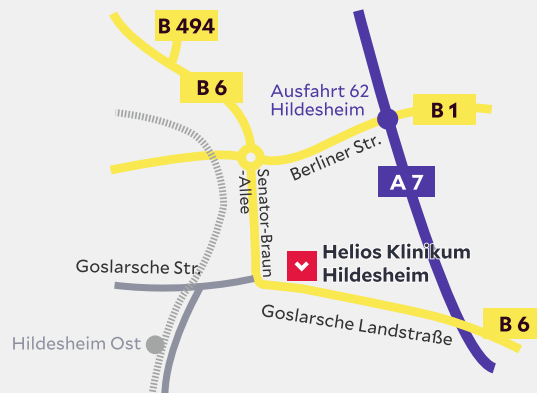 B 494
B 6
Ausfahrt 62
Hildesheim
B 1
Berliner Str.
A 7
Senator-Braun
-Allee
Helios Klinikum
Hildesheim
Goslarsche Str.
Goslarsche Landstraße
B 6
Hildesheim Ost